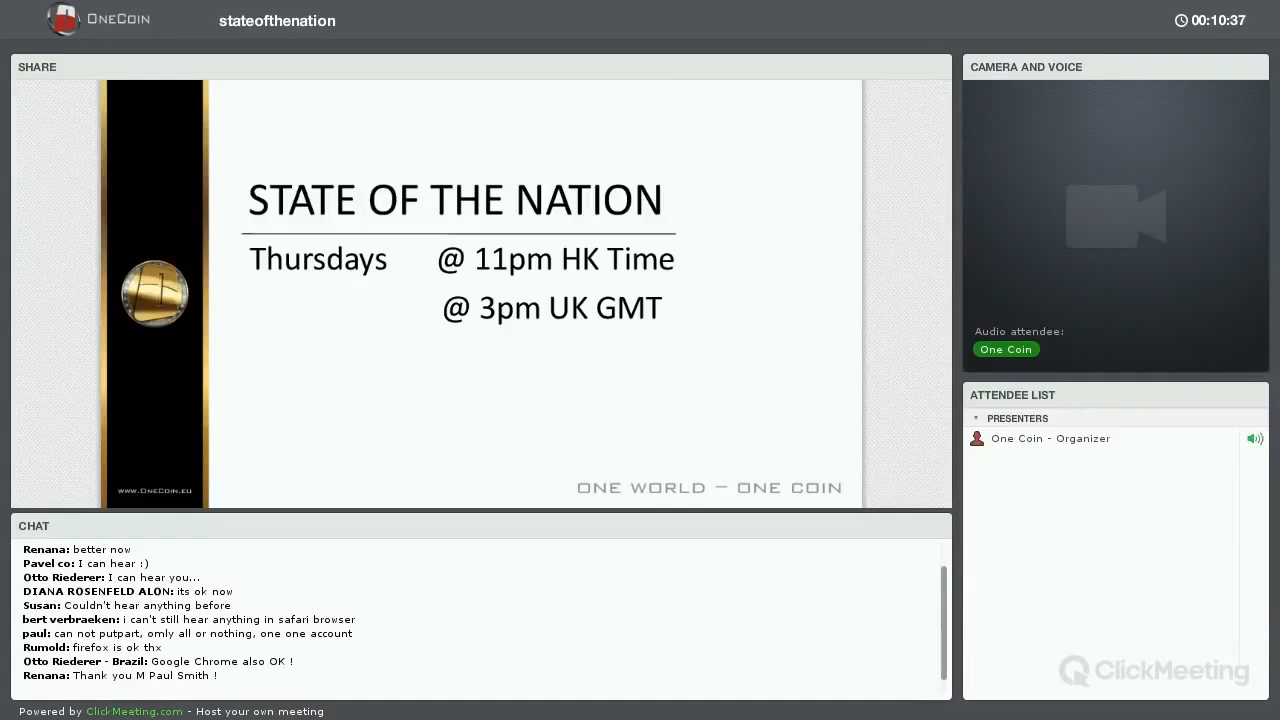 OneCoin
stateofthenation
00:10:37
SHARE
STATE OF THE NATION
Thursdays @ 11pm HK Time
@ 3pm UK GMT
www.OneCoin.eu
ONE WORLD – ONE COIN
CAMERA AND VOICE
Audio attendee:
One Coin
ATTENDEE LIST
PRESENTERS
One Coin - Organizer
CHAT
Renana: better now
Pavel co: I can hear :)
Otto Riederer: I can hear you...
DIANA ROSENFELD ALON: its ok now
Susan: Couldn't hear anything before
bert verbraeken: i can't still hear anything in safari browser
paul: can not putpart, omly all or nothing, one one account
Rumold: firefox is ok thx
Otto Riederer - Brazil: Google Chrome also OK !
Renana: Thank you M Paul Smith !
ClickMeeting
Powered by ClickMeeting.com - Host your own meeting